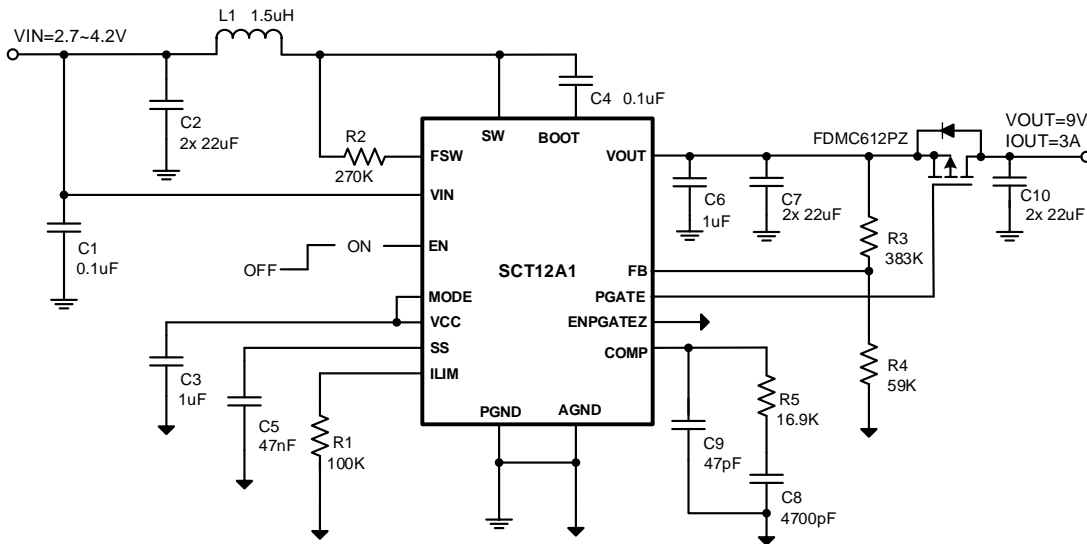 L1 1.5uH
VIN=2.7~4.2V
C4 0.1uF
C2
2x 22uF
R2
270K
SW
BOOT
FSW
VOUT
FDMC612PZ
VOUT=9V
IOUT=3A
C6
1uF
C7
2x 22uF
C10
2x 22uF
VIN
C1
0.1uF
ON
OFF
EN
SCT12A1
R3
383K
FB
MODE
PGATE
VCC
ENPGATEZ
SS
COMP
ILIM
C3
1uF
C5
47nF
R1
100K
PGND
AGND
R4
59K
R5
16.9K
C9
47pF
C8
4700pF